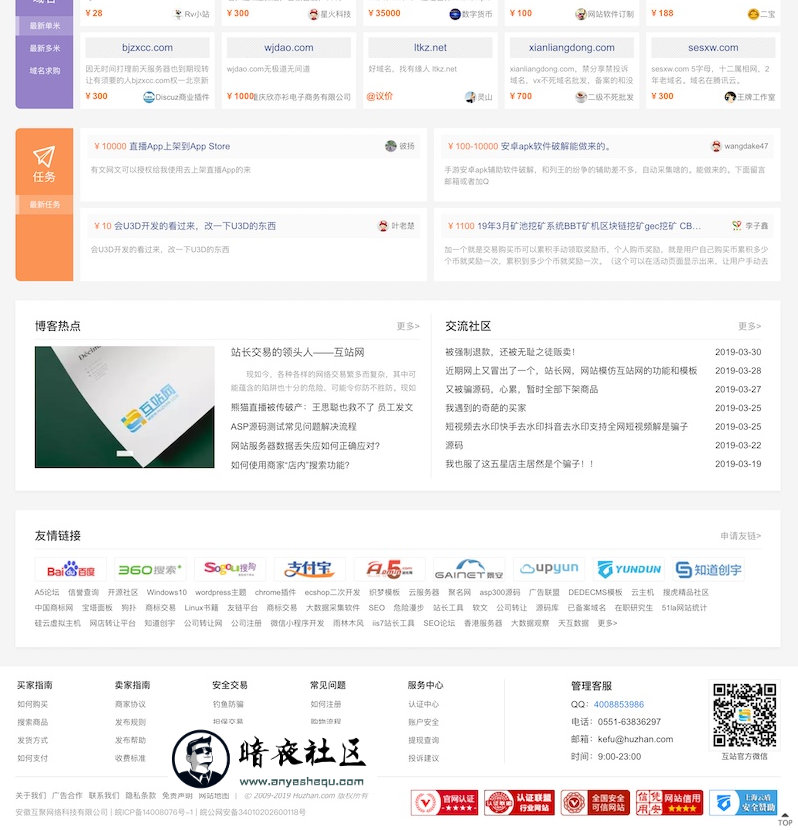 域名
¥28 Rv小站
¥300 星火科技
¥35000 数字货币
¥100 网站软件订制
¥188 二宝
最新单米
最新多米
域名求购
bjzxcc.com
因无时间打理前天服务器也到期现转
让有须要的人bjzxcc.com权一北京新
¥300 Discuz商业插件
wjdao.com
wjdao.com无极道无间道
¥1000 重庆欣亦衫电子商务有限公司
ltkz.net
好域名，找有缘人 ltkz.net
@议价 灵山
xianliangdong.com
xianliangdong.com，禁分享禁投诉
域名，vx不死域名批发，备案的和没
¥700 二级不死批发
sesxw.com
sesxw.com 5字母，十二属相网，2
年老域名，域名在腾讯云。
¥300 王牌工作室
任务
最新任务
¥10000 直播App上架到App Store 彼扬
有文网文可以授权给我使用去上架直播App的来
¥100-10000 安卓apk软件破解能做来的。 wangdake47
手游安卓apk辅助软件破解，和列王的纷争的辅助差不多，自动采集啥的。能做来的。下面留言
邮箱或者加Q
¥10 会U3D开发的看过来，改一下U3D的东西 叶老楚
会U3D开发的看过来，改一下U3D的东西
¥1100 19年3月矿池挖矿系统BBT矿机区块链挖矿gec挖矿 CB... 李子鑫
加一个就是交易购买币可以累积手动领取奖励币，个人购币奖励，就是用户自己购买币累积多少
个币就奖励一次，累积到多少个币就奖励一次。（这个可以在活动页面显示出来，让用户手动去
博客热点 更多>
站长交易的领头人——互站网
现如今，各种各样的网络交易繁多而复杂，其中可
能蕴含的陷阱也十分的危险，可能令你防不胜防，现如
熊猫直播被传破产：王思聪也救不了 员工发文
ASP源码测试常见问题解决流程
网站服务器数据丢失应如何正确应对？
如何使用商家“店内”搜索功能？
互站网
交流社区 更多>
被强制退款，还被无耻之徒贩卖！ 2019-03-30
近期网上又冒出了一个，站长网，网站模仿互站网的功能和模板 2019-03-28
又被骗源码，心累，暂时全部下架商品 2019-03-27
我遇到的奇葩的买家 2019-03-25
短视频去水印快手去水印抖音去水印支持全网短视频解是骗子 2019-03-25
源码 2019-03-22
我也服了这五星店主居然是个骗子！！ 2019-03-19
友情链接 申请友链>
Bai百度 360搜索 Sogou搜狗 支付宝 A5 GAINET景安 upyun YUNDUN 知道创宇
A5论坛 信誉查询 开源社区 Windows10 wordpress主题 chrome插件 ecshop二次开发 织梦模板 云服务器 聚名网 asp300源码 广告联盟 DEDECMS模板 云主机 搜虎精品社区
中国商标网 宝塔面板 狗扑 商标交易 Linux书籍 友链平台 商标交易 大数据采集软件 SEO 危险漫步 站长工具 软文 公司转让 源码库 已备案域名 在职研究生 51la网站统计
硅云虚拟主机 网店转让平台 知道创宇 公司转让网 公司注册 微信小程序开发 雨林木风 iis7站长工具 SEO论坛 香港服务器 大数据观察 天互数据 更多>
买家指南
如何购买
搜索商品
发货方式
如何支付
卖家指南
商家协议
发布规则
发布帮助
收费标准
安全交易
钓鱼防骗
担保交易
常见问题
如何注册
购物流程
服务中心
认证中心
账户安全
提现查询
投诉建议
管理客服
QQ：4008853986
电话：0551-63836297
邮箱：kefu@huzhan.com
时间：9:00-23:00
互站官方微信
暗夜社区
www.anyeshequ.com
关于我们 广告合作 联系我们 隐私条款 免责声明 网站地图 | © 2009-2019 Huzhan.com 版权所有
安徽互聚网络科技有限公司 | 皖ICP备14008076号-1 | 皖公网安备34010202600118号
官网认证
认证联盟
行业网站
全国安全
可信网站
信凭安使
网站信用
上海云盾
安全赞助
TOP